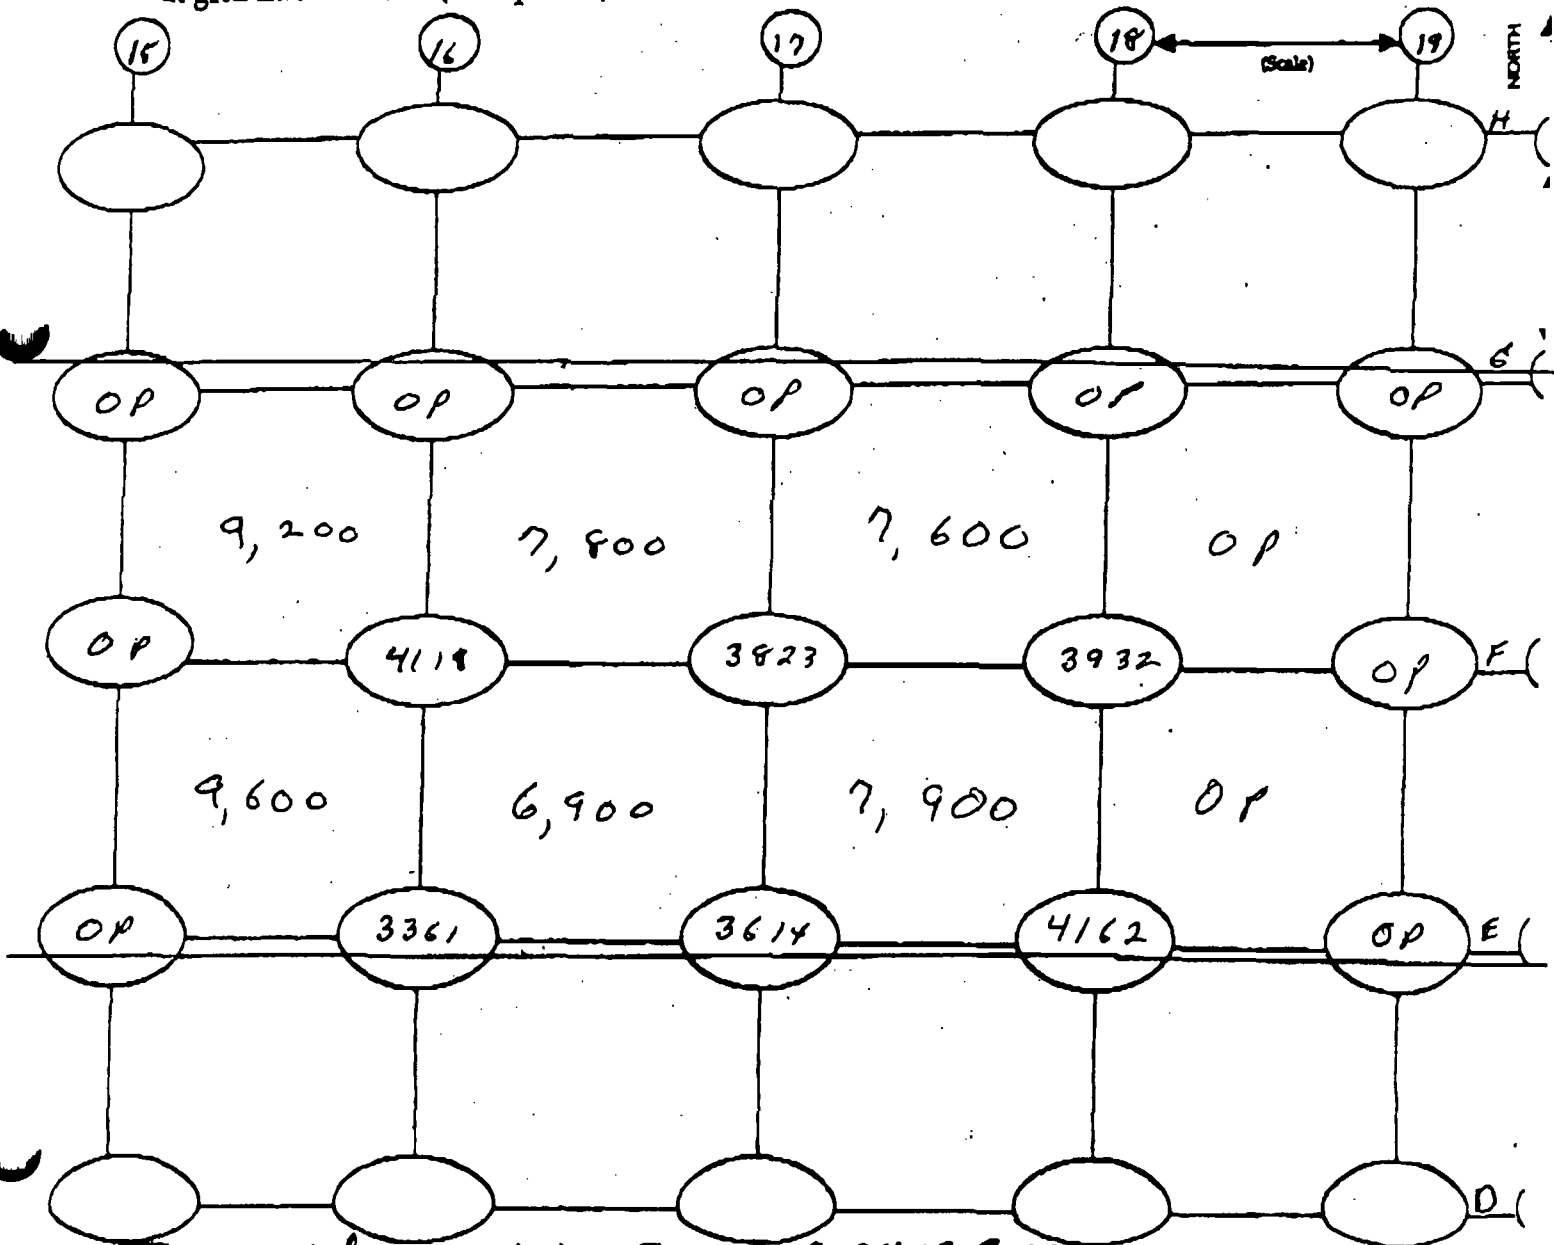 15 16 17 18 19
(Scale)
NORTH
H
G
OP OP OP OP OP
9,200 7,800 7,600 OP
OP 4118 3823 3932 OP F
9,600 6,900 7,900 OP
OP 3361 3614 4162 OP E
D